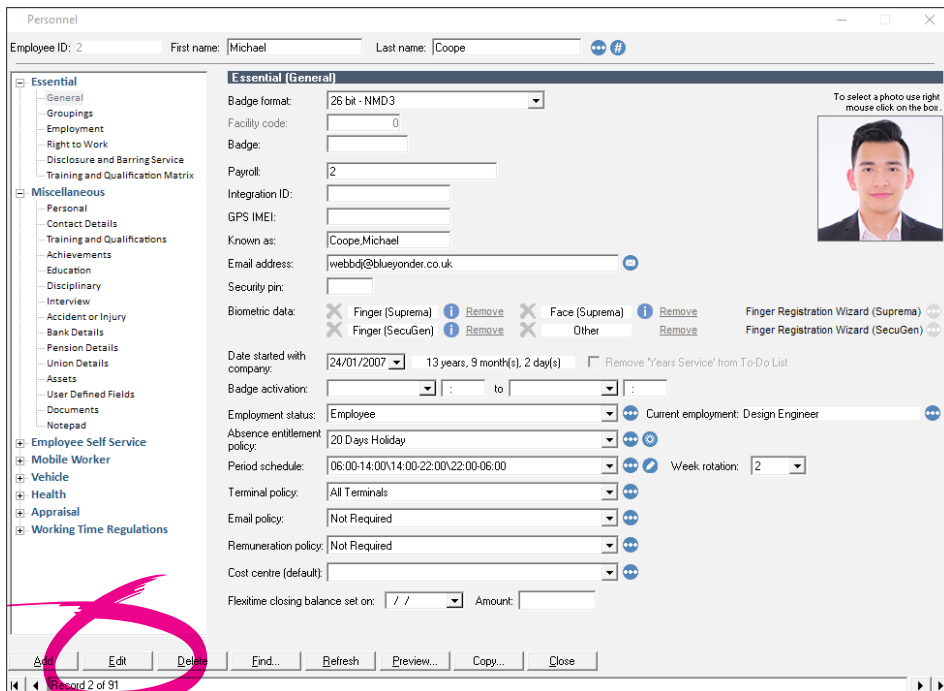 Personnel
Employee ID: 2 First name: Michael Last name: Coope #
Essential
General
Groupings
Employment
Right to Work
Disclosure and Barring Service
Training and Qualification Matrix
Miscellaneous
Personal
Contact Details
Training and Qualifications
Achievements
Education
Disciplinary
Interview
Accident or Injury
Bank Details
Pension Details
Union Details
Assets
User Defined Fields
Documents
Notepad
Employee Self Service
Mobile Worker
Vehicle
Health
Appraisal
Working Time Regulations
Essential (General)
Badge format: 26 bit - NMD3
Facility code: 0
Badge:
Payroll: 2
Integration ID:
GPS IMEI:
Known as: Coope,Michael
Email address: webbdj@blueyonder.co.uk
Security pin:
To select a photo use right
mouse click on the box.
Biometric data: Finger (Suprema) i Remove Face (Suprema) i Remove Finger Registration Wizard (Suprema)
Finger (SecuGen) i Remove Other Remove Finger Registration Wizard (SecuGen)
Date started with
company: 24/01/2007 13 years, 9 month(s), 2 day(s) Remove 'Years Service' from To-Do List
Badge activation: : to :
Employment status: Employee Current employment: Design Engineer
Absence entitlement
policy: 20 Days Holiday
Period schedule: 06:00-14:00\14:00-22:00\22:00-06:00 Week rotation: 2
Terminal policy: All Terminals
Email policy: Not Required
Remuneration policy: Not Required
Cost centre (default):
Flexitime closing balance set on: / / Amount:
Add Edit Delete Find... Refresh Preview... Copy... Close
Record 2 of 91